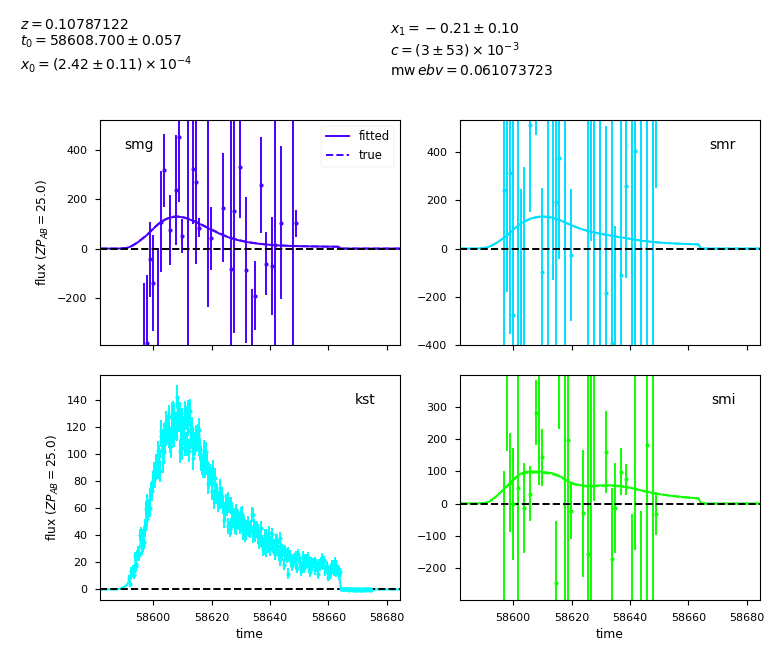 z = 0.10787122
t₀ = 58608.700 ± 0.057
x₀ = (2.42 ± 0.11) × 10⁻⁴
x₁ = −0.21 ± 0.10
c = (3 ± 53) × 10⁻³
mw ebv = 0.061073723
smg
fitted
true
400
200
0
−200
flux (ZP_AB = 25.0)
smr
400
200
0
−200
−400
kst
140
120
100
80
60
40
20
0
flux (ZP_AB = 25.0)
58600 58620 58640 58660 58680
time
smi
300
200
100
0
−100
−200
58600 58620 58640 58660 58680
time